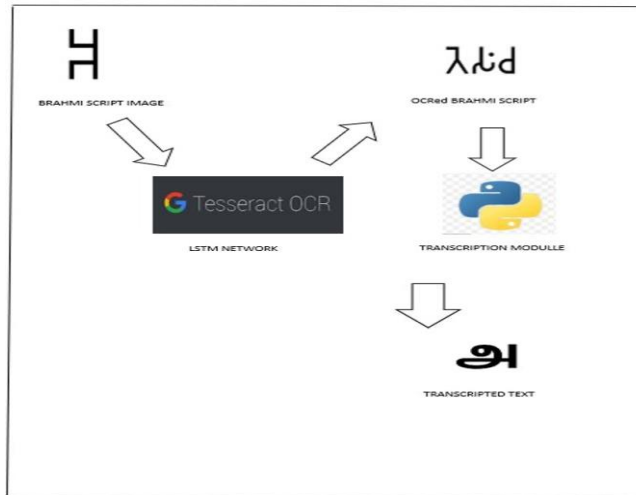 BRAHMI SCRIPT IMAGE
OCRed BRAHMI SCRIPT
G Tesseract OCR
LSTM NETWORK
TRANSCRIPTION MODULLE
அ
TRANSCRIPTED TEXT